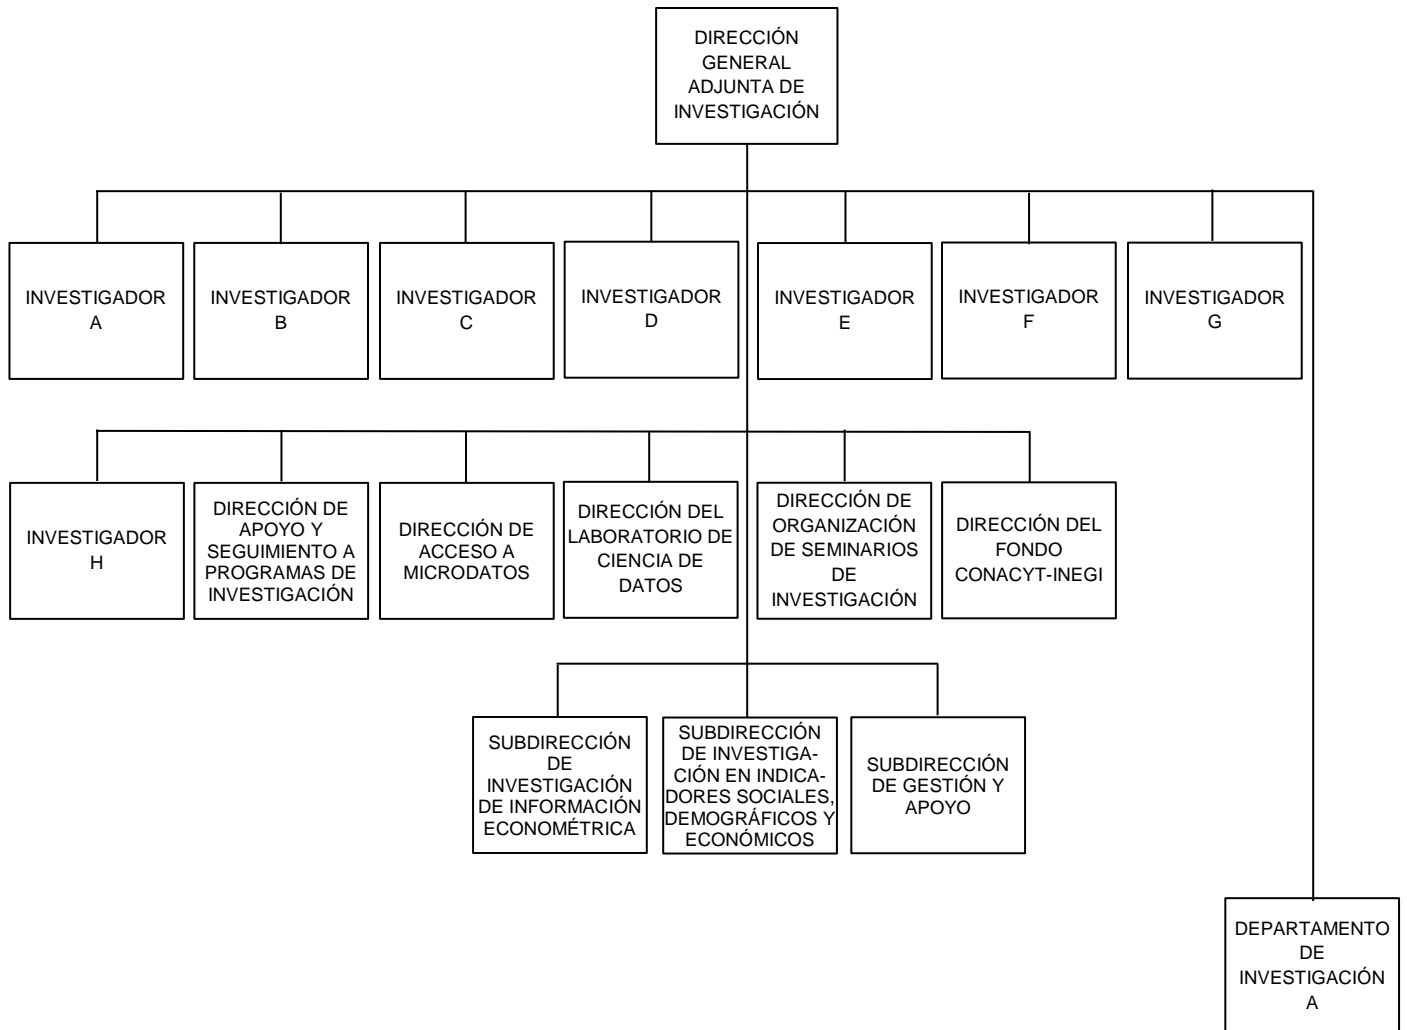 DIRECCIÓN
GENERAL
ADJUNTA DE
INVESTIGACIÓN
INVESTIGADOR
A
INVESTIGADOR
B
INVESTIGADOR
C
INVESTIGADOR
D
INVESTIGADOR
E
INVESTIGADOR
F
INVESTIGADOR
G
INVESTIGADOR
H
DIRECCIÓN DE
APOYO Y
SEGUIMIENTO A
PROGRAMAS DE
INVESTIGACIÓN
DIRECCIÓN DE
ACCESO A
MICRODATOS
DIRECCIÓN DEL
LABORATORIO DE
CIENCIA DE
DATOS
DIRECCIÓN DE
ORGANIZACIÓN
DE SEMINARIOS
DE
INVESTIGACIÓN
DIRECCIÓN DEL
FONDO
CONACYT-INEGI
SUBDIRECCIÓN
DE
INVESTIGACIÓN
DE INFORMACIÓN
ECONOMÉTRICA
SUBDIRECCIÓN
DE INVESTIGA-
CIÓN EN INDICA-
DORES SOCIALES,
DEMOGRÁFICOS Y
ECONÓMICOS
SUBDIRECCIÓN
DE GESTIÓN Y
APOYO
DEPARTAMENTO
DE
INVESTIGACIÓN
A